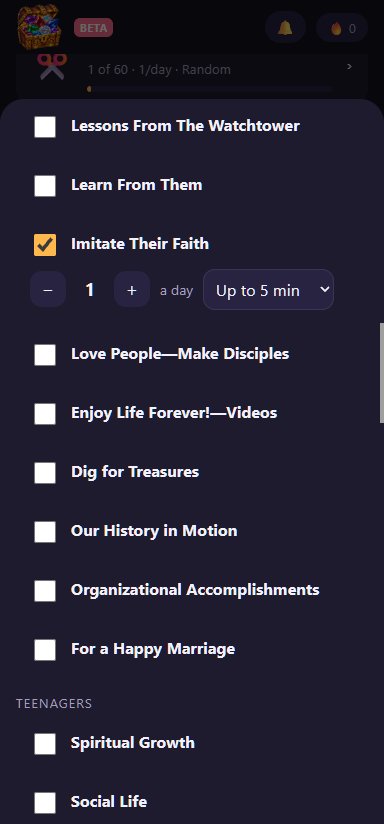 BETA
0
1 of 60 · 1/day · Random
Lessons From The Watchtower
Learn From Them
Imitate Their Faith
− 1 + a day Up to 5 min
Love People—Make Disciples
Enjoy Life Forever!—Videos
Dig for Treasures
Our History in Motion
Organizational Accomplishments
For a Happy Marriage
TEENAGERS
Spiritual Growth
Social Life